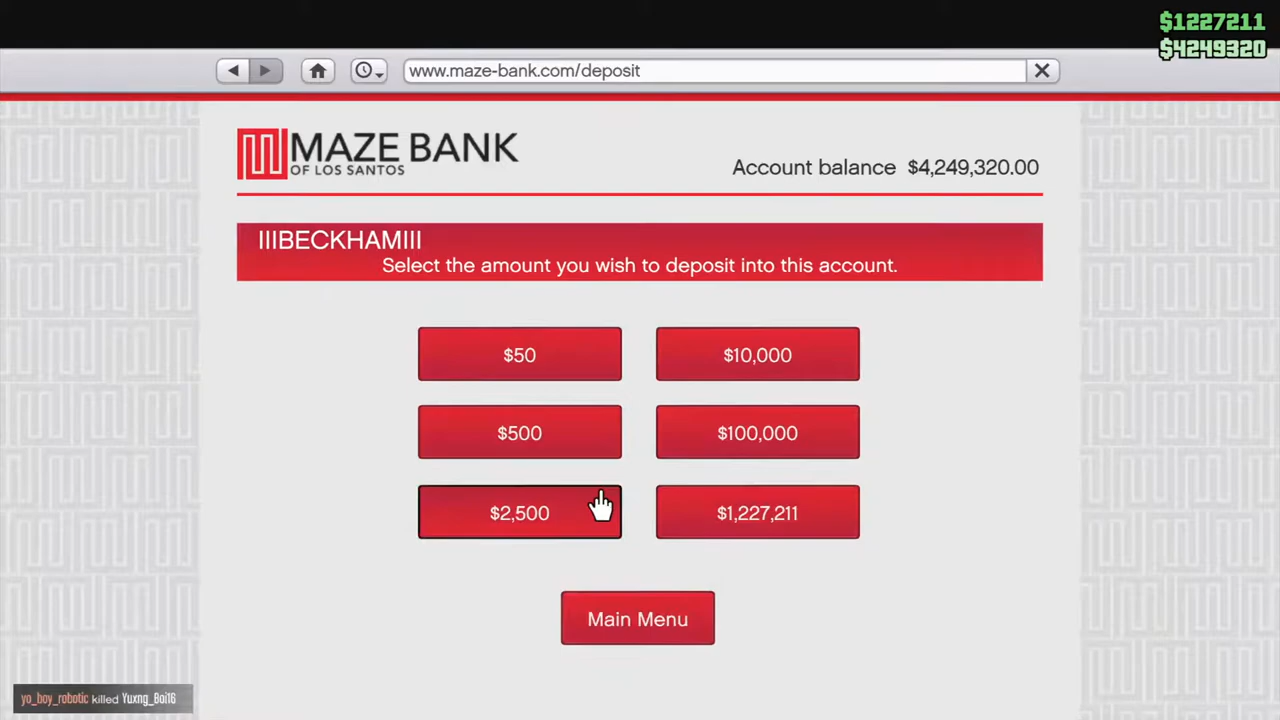 $1227211
$4249320
www.maze-bank.com/deposit
MAZE BANK
OF LOS SANTOS
Account balance $4,249,320.00
IIIBECKHAMIII
Select the amount you wish to deposit into this account.
$50 $10,000
$500 $100,000
$2,500 $1,227,211
Main Menu
yo_boy_robotic killed Yuxng_Boi16